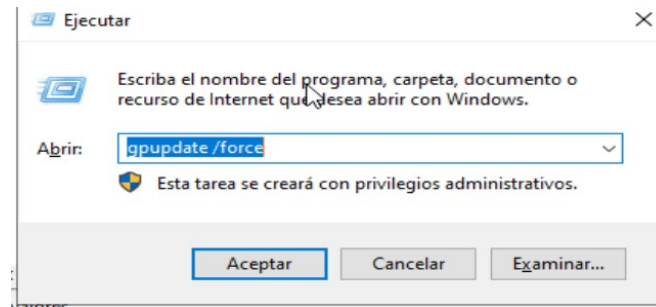 Ejecutar
Escriba el nombre del programa, carpeta, documento o
recurso de Internet que desea abrir con Windows.
Abrir:
gpupdate /force
Esta tarea se creará con privilegios administrativos.
Aceptar
Cancelar
Examinar...